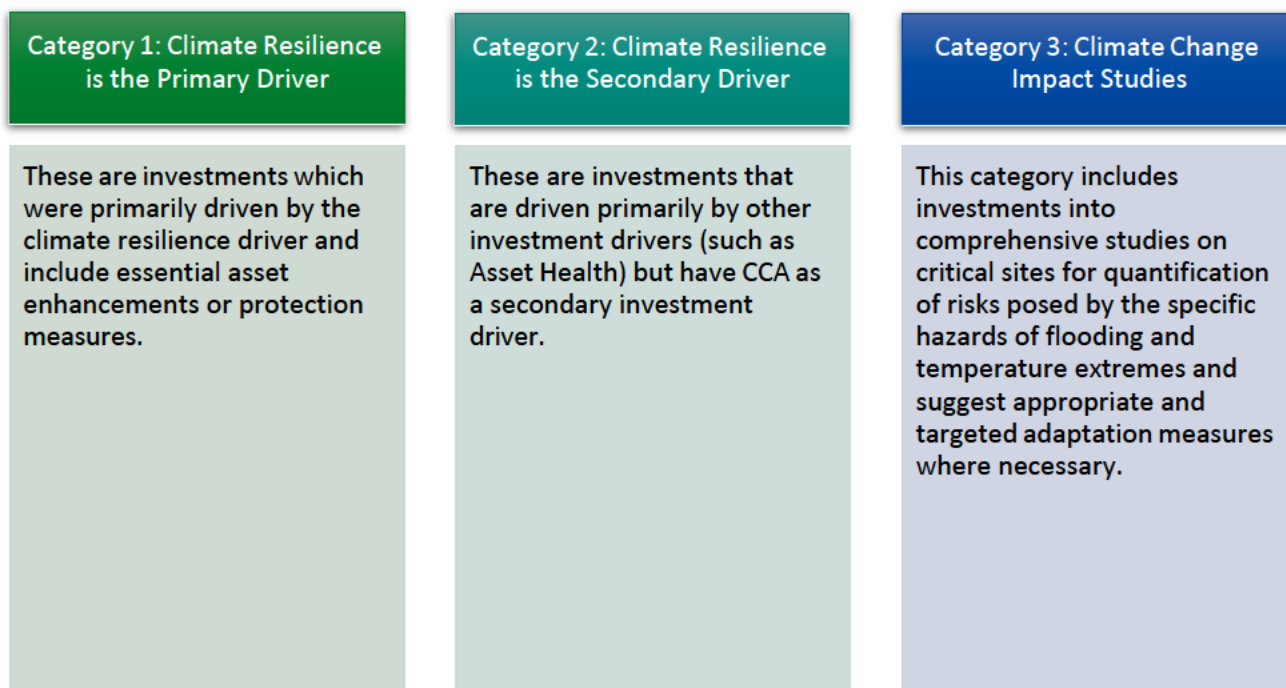 Category 1: Climate Resilience
is the Primary Driver
These are investments which
were primarily driven by the
climate resilience driver and
include essential asset
enhancements or protection
measures.
Category 2: Climate Resilience
is the Secondary Driver
These are investments that
are driven primarily by other
investment drivers (such as
Asset Health) but have CCA as
a secondary investment
driver.
Category 3: Climate Change
Impact Studies
This category includes
investments into
comprehensive studies on
critical sites for quantification
of risks posed by the specific
hazards of flooding and
temperature extremes and
suggest appropriate and
targeted adaptation measures
where necessary.